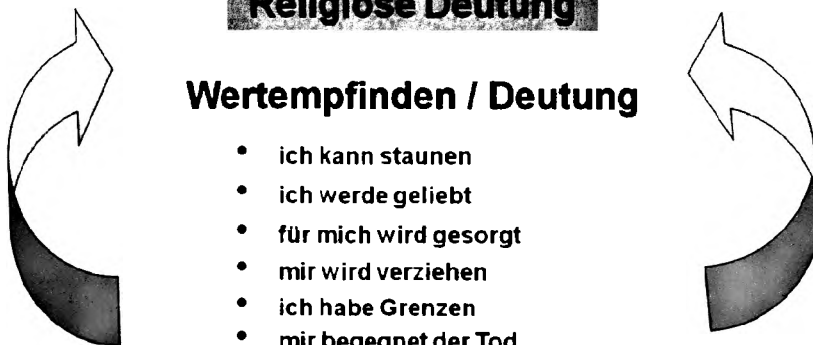 Religiöse Deutung
Wertempfinden / Deutung
• ich kann staunen
• ich werde geliebt
• für mich wird gesorgt
• mir wird verziehen
• ich habe Grenzen
• mir begegnet der Tod